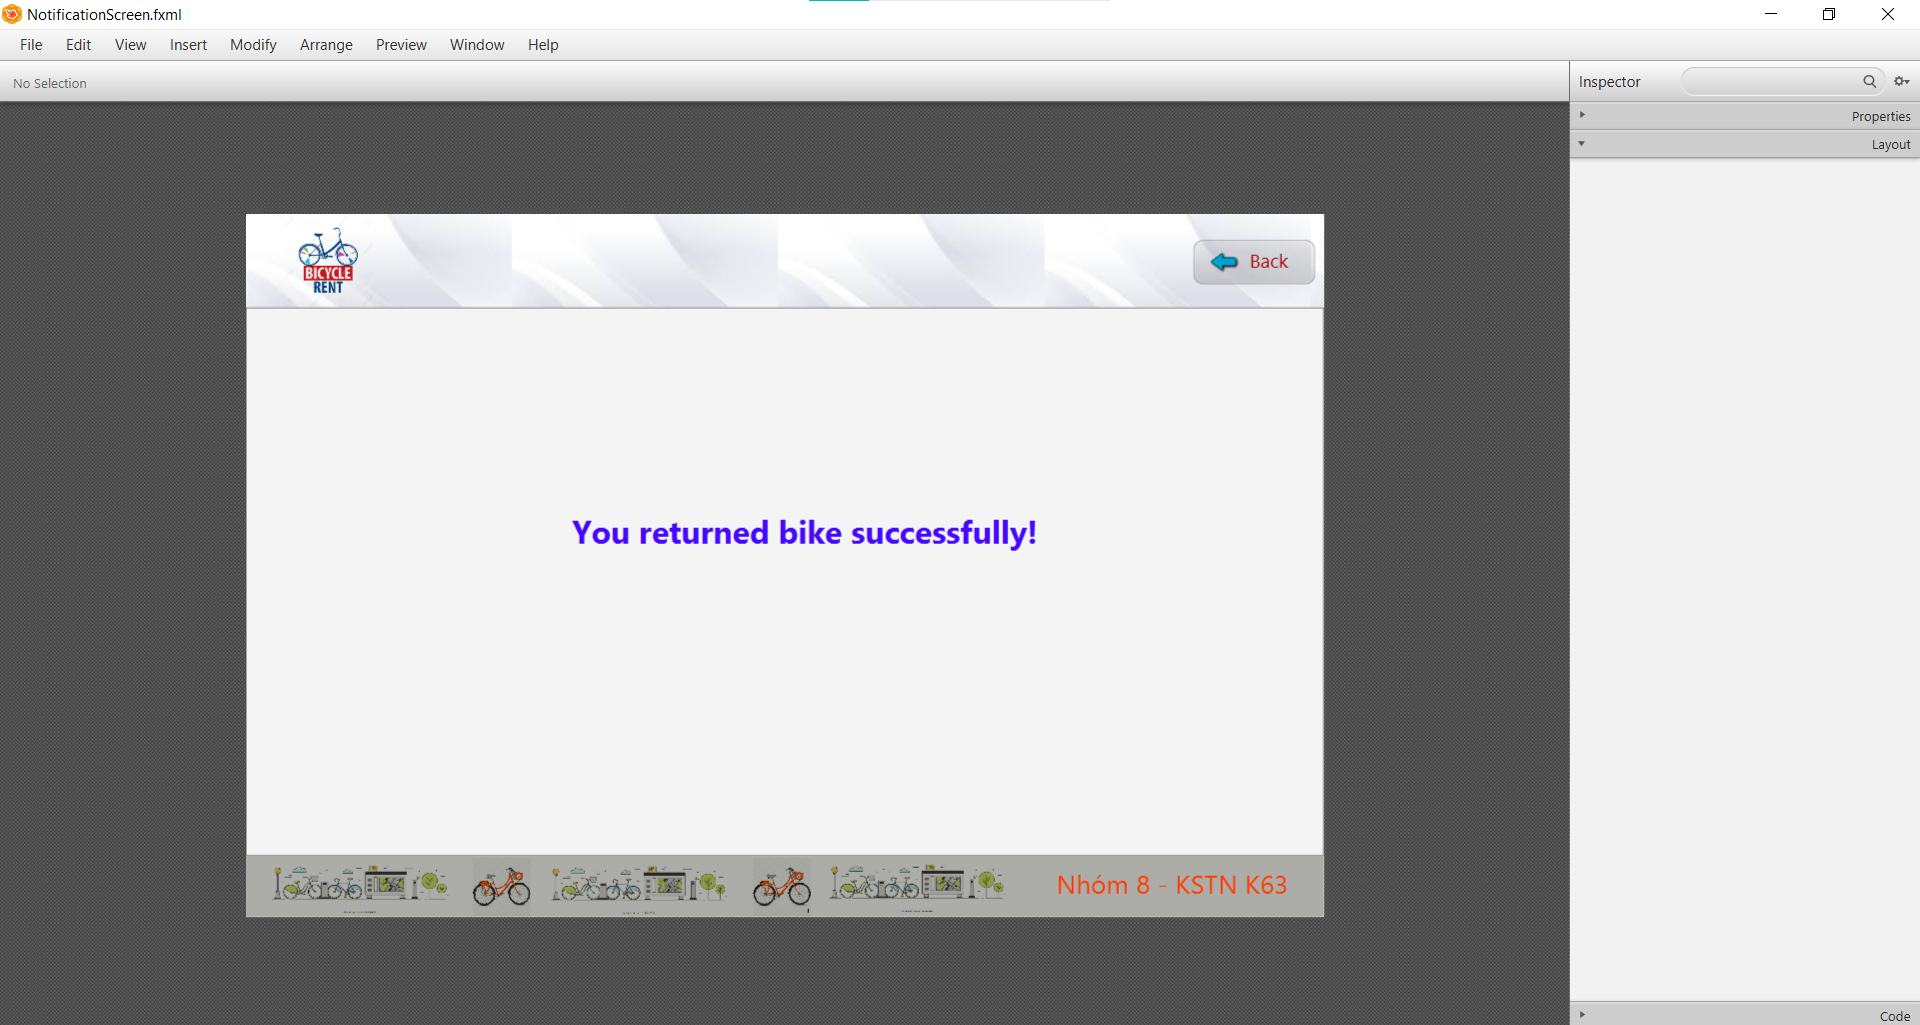 NotificationScreen.fxml
File Edit View Insert Modify Arrange Preview Window Help
No Selection
Inspector
Properties
Layout
BICYCLE
RENT
Back
You returned bike successfully!
Nhóm 8 - KSTN K63
Code